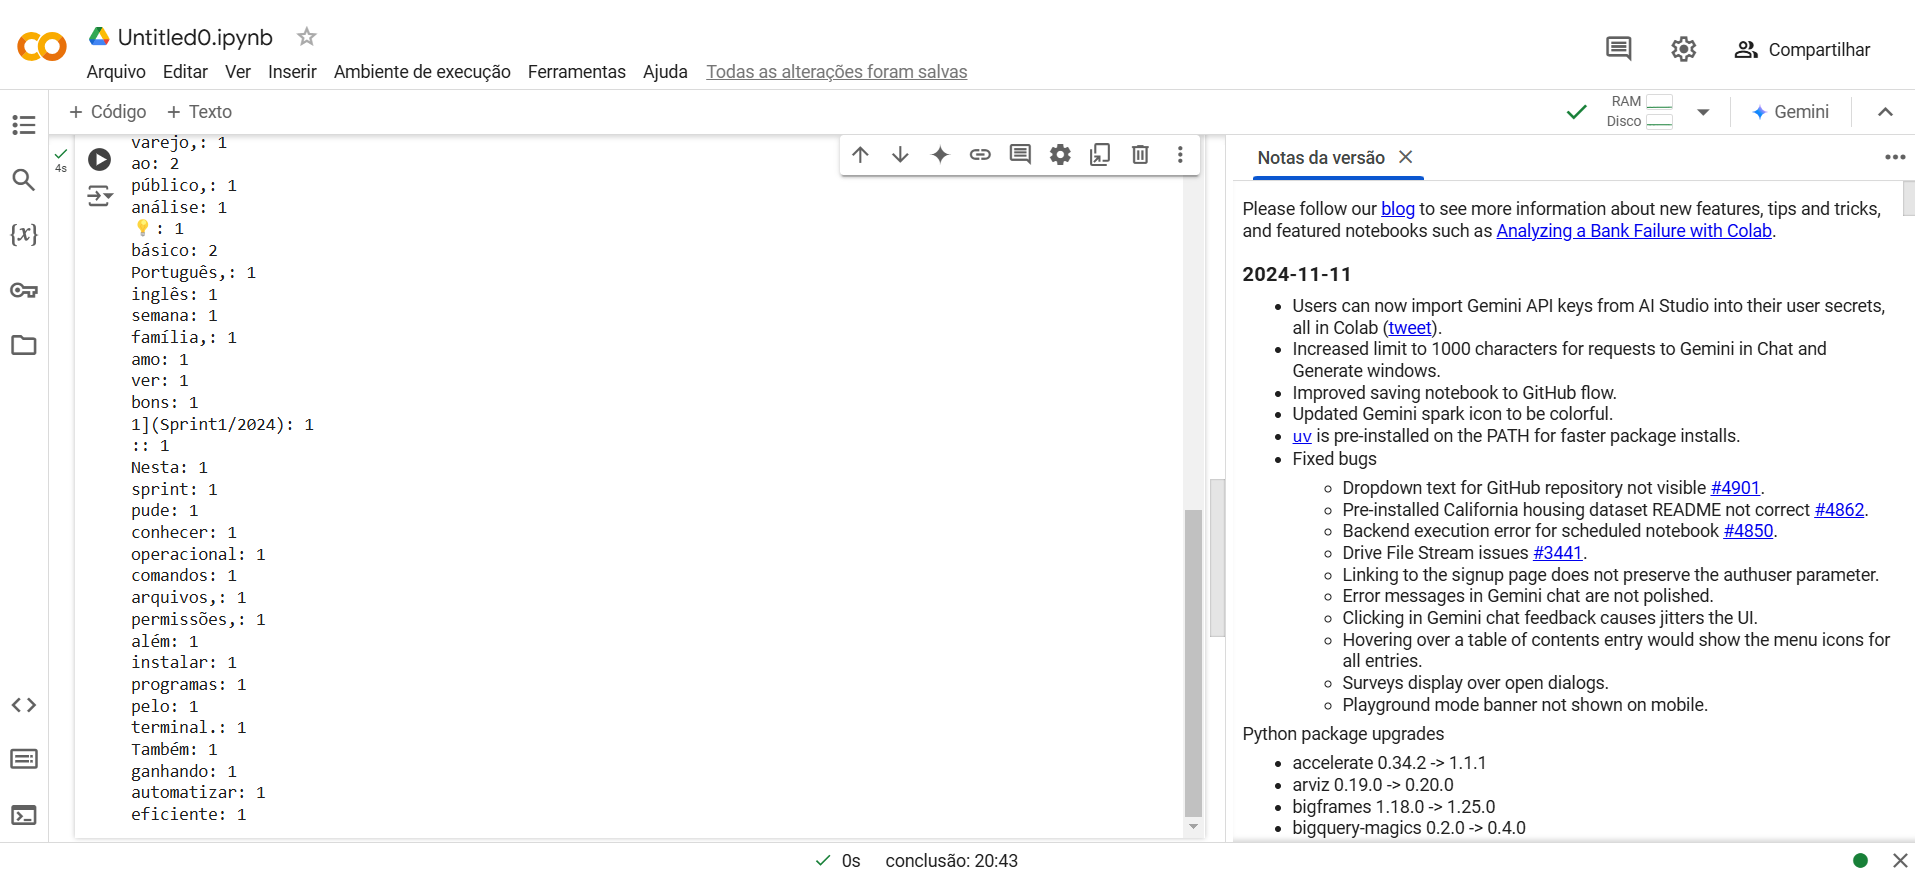 Untitled0.ipynb
Arquivo Editar Ver Inserir Ambiente de execução Ferramentas Ajuda Todas as alterações foram salvas
Compartilhar
+ Código + Texto
RAM
Disco
Gemini
4s
varejo,: 1
ao: 2
público,: 1
análise: 1
💡: 1
básico: 2
Português,: 1
inglês: 1
semana: 1
família,: 1
amo: 1
ver: 1
bons: 1
1](Sprint1/2024): 1
:: 1
Nesta: 1
sprint: 1
pude: 1
conhecer: 1
operacional: 1
comandos: 1
arquivos,: 1
permissões,: 1
além: 1
instalar: 1
programas: 1
pelo: 1
terminal.: 1
Também: 1
ganhando: 1
automatizar: 1
eficiente: 1
Notas da versão
Please follow our blog to see more information about new features, tips and tricks,
and featured notebooks such as Analyzing a Bank Failure with Colab.
2024-11-11
• Users can now import Gemini API keys from AI Studio into their user secrets,
all in Colab (tweet).
• Increased limit to 1000 characters for requests to Gemini in Chat and
Generate windows.
• Improved saving notebook to GitHub flow.
• Updated Gemini spark icon to be colorful.
• uv is pre-installed on the PATH for faster package installs.
• Fixed bugs
◦ Dropdown text for GitHub repository not visible #4901.
◦ Pre-installed California housing dataset README not correct #4862.
◦ Backend execution error for scheduled notebook #4850.
◦ Drive File Stream issues #3441.
◦ Linking to the signup page does not preserve the authuser parameter.
◦ Error messages in Gemini chat are not polished.
◦ Clicking in Gemini chat feedback causes jitters the UI.
◦ Hovering over a table of contents entry would show the menu icons for
all entries.
◦ Surveys display over open dialogs.
◦ Playground mode banner not shown on mobile.
Python package upgrades
• accelerate 0.34.2 -> 1.1.1
• arviz 0.19.0 -> 0.20.0
• bigframes 1.18.0 -> 1.25.0
• bigquery-magics 0.2.0 -> 0.4.0
0s conclusão: 20:43